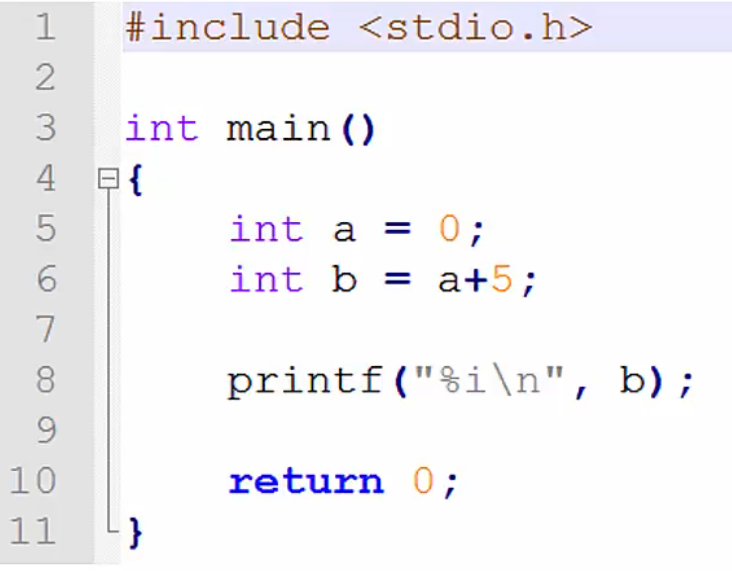 1 #include <stdio.h>
2
3 int main()
4 {
5 int a = 0;
6 int b = a+5;
7
8 printf("%i\n", b);
9
10 return 0;
11 }